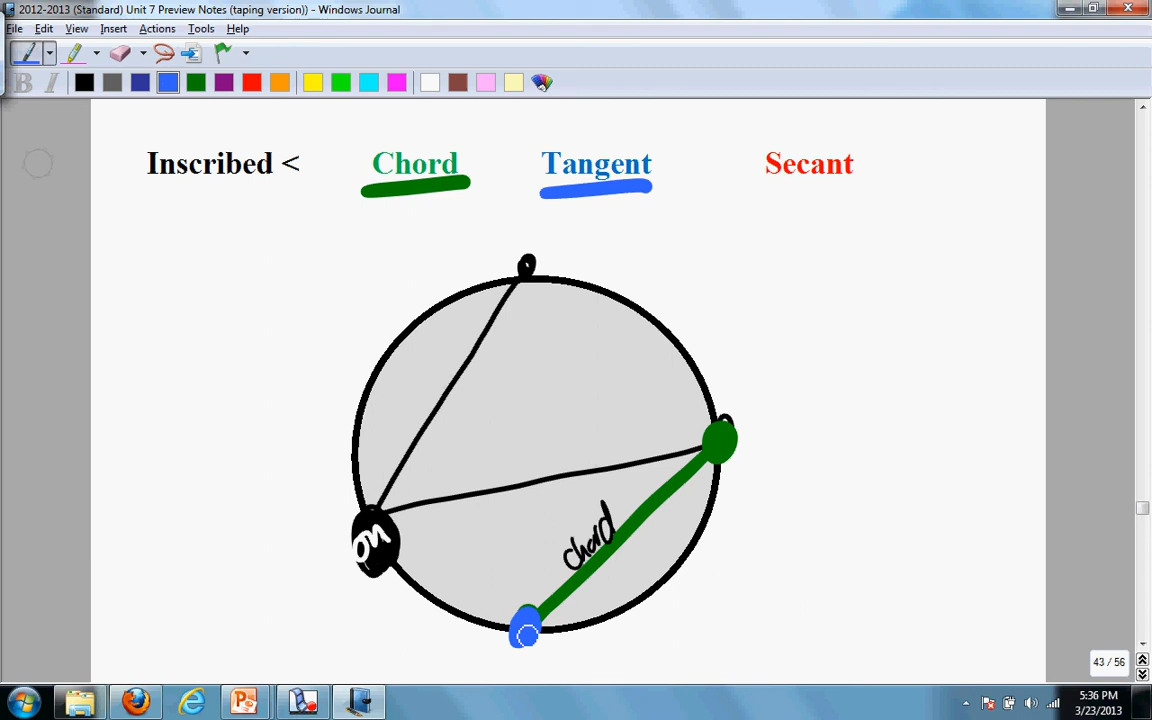 2012-2013 (Standard) Unit 7 Preview Notes (taping version)) - Windows Journal
File Edit View Insert Actions Tools Help
B I
Inscribed < Chord Tangent Secant
chord
on
43 / 56
5:36 PM
3/23/2013